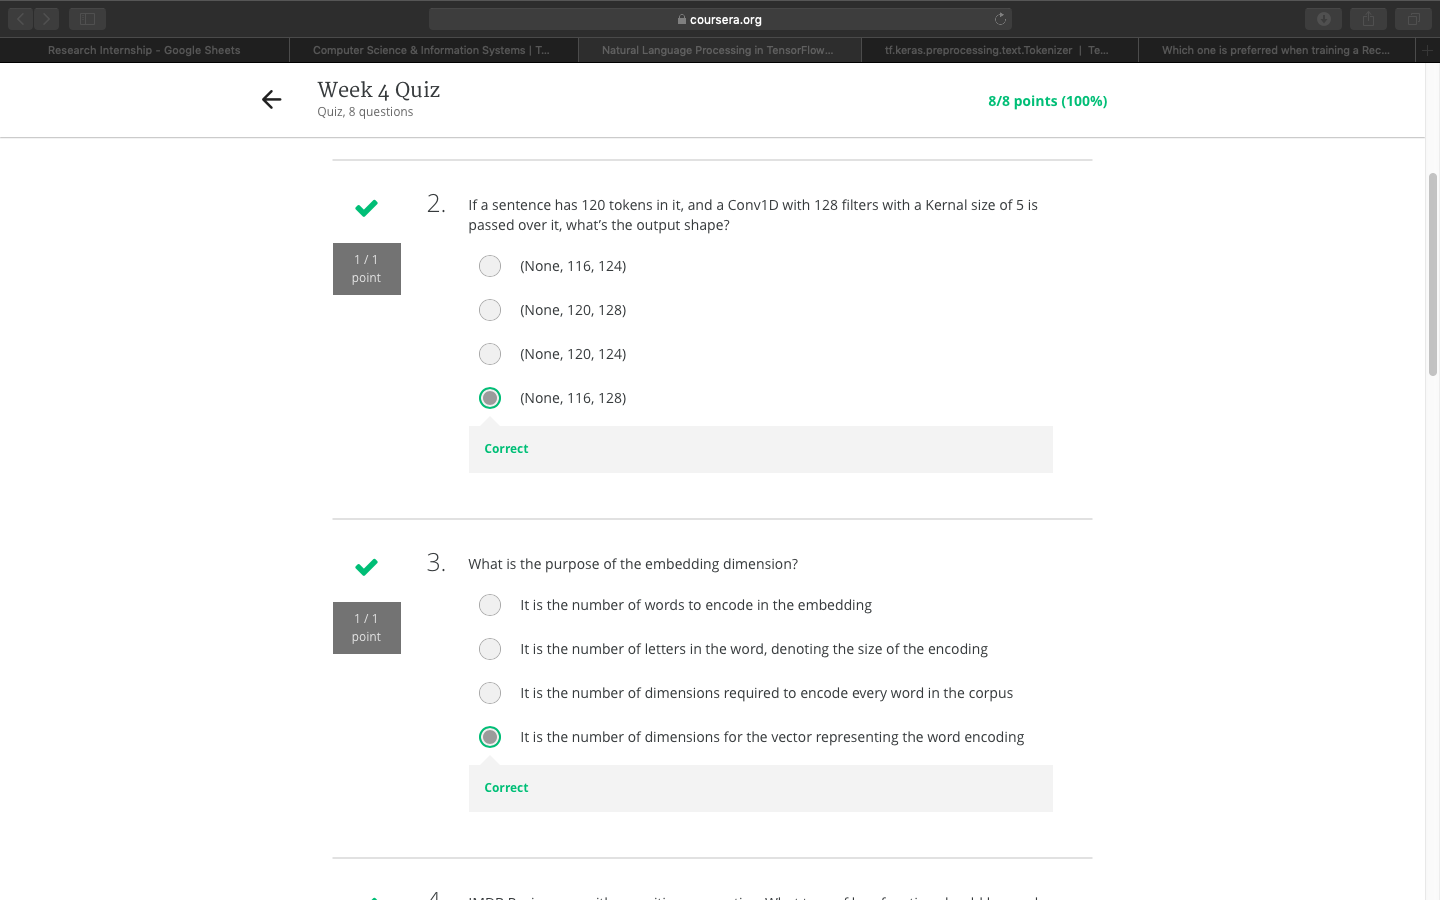 coursera.org
Research Internship - Google Sheets
Computer Science & Information Systems | T...
Natural Language Processing in TensorFlow...
tf.keras.preprocessing.text.Tokenizer | Te...
Which one is preferred when training a Rec...
Week 4 Quiz
Quiz, 8 questions
8/8 points (100%)
2.
If a sentence has 120 tokens in it, and a Conv1D with 128 filters with a Kernal size of 5 is
passed over it, what's the output shape?
1 / 1
point
(None, 116, 124)
(None, 120, 128)
(None, 120, 124)
(None, 116, 128)
Correct
3.
What is the purpose of the embedding dimension?
1 / 1
point
It is the number of words to encode in the embedding
It is the number of letters in the word, denoting the size of the encoding
It is the number of dimensions required to encode every word in the corpus
It is the number of dimensions for the vector representing the word encoding
Correct
4.